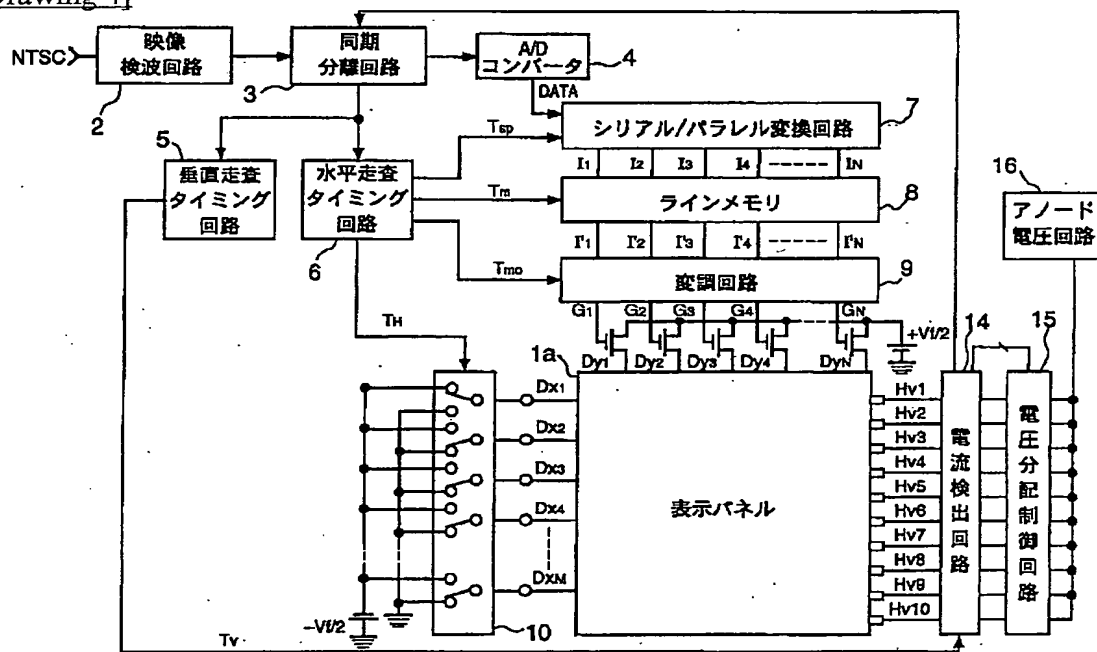 Drawing 4]
NTSC
映像
検波回路
2
同期
分離回路
3
A/D
コンバータ
4
DATA
シリアル/パラレル変換回路
7
Tsp
5
垂直走査
タイミング
回路
水平走査
タイミング
回路
6
I1 I2 I3 I4 IN
Tm
ラインメモリ
8
I'1 I'2 I'3 I'4 I'N
Tmo
変調回路
9
16
アノード
電圧回路
G1 G2 G3 G4 GN
+Vf/2
14
15
TH
1a
Dy1 Dy2 Dy3 Dy4 DyN
Dx1
Dx2
Dx3
Dx4
DxM
表示パネル
Hv1
Hv2
Hv3
Hv4
Hv5
Hv6
Hv7
Hv8
Hv9
Hv10
電流検出回路
電圧分配制御回路
-Vf/2
10
Tv